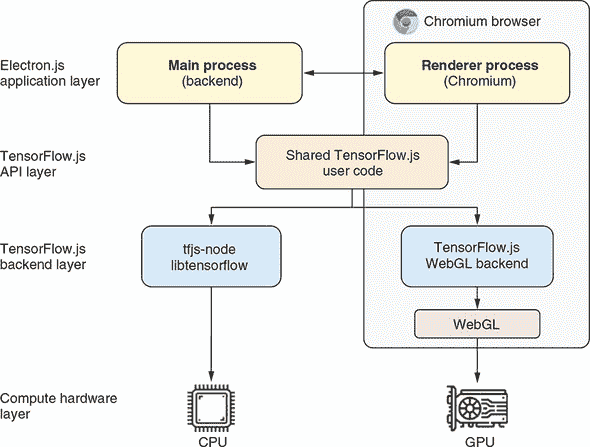 Chromium browser
Electron.js
application layer
Main process
(backend)
Renderer process
(Chromium)
TensorFlow.js
API layer
Shared TensorFlow.js
user code
TensorFlow.js
backend layer
tfjs-node
libtensorflow
TensorFlow.js
WebGL backend
WebGL
Compute hardware
layer
CPU
GPU